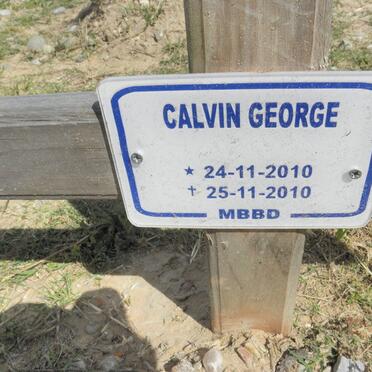 CALVIN GEORGE
★ 24-11-2010
✝ 25-11-2010
MBBD